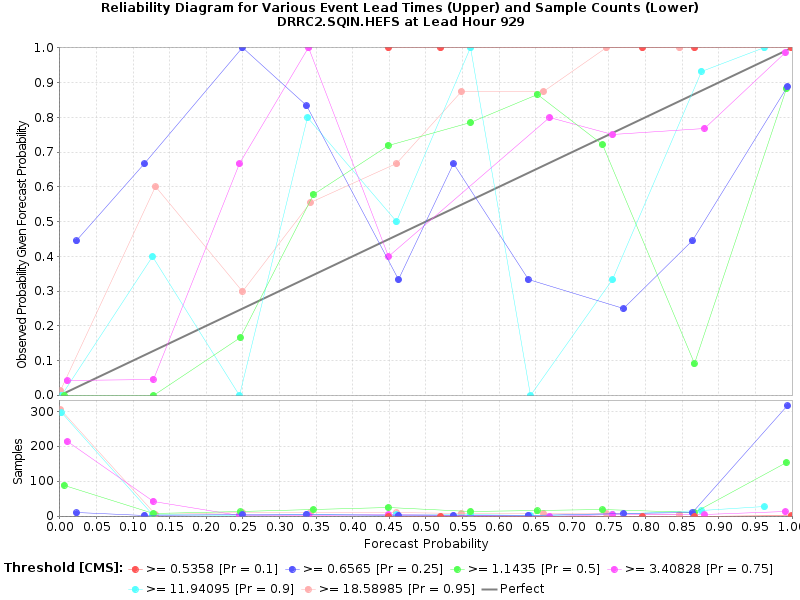 Reliability Diagram for Various Event Lead Times (Upper) and Sample Counts (Lower)
DRRC2.SQIN.HEFS at Lead Hour 929
Observed Probability Given Forecast Probability
1.0
0.9
0.8
0.7
0.6
0.5
0.4
0.3
0.2
0.1
0.0
Samples
300
200
100
0
0.00 0.05 0.10 0.15 0.20 0.25 0.30 0.35 0.40 0.45 0.50 0.55 0.60 0.65 0.70 0.75 0.80 0.85 0.90 0.95 1.0
Forecast Probability
Threshold [CMS]: >= 0.5358 [Pr = 0.1] >= 0.6565 [Pr = 0.25] >= 1.1435 [Pr = 0.5] >= 3.40828 [Pr = 0.75]
>= 11.94095 [Pr = 0.9] >= 18.58985 [Pr = 0.95] Perfect